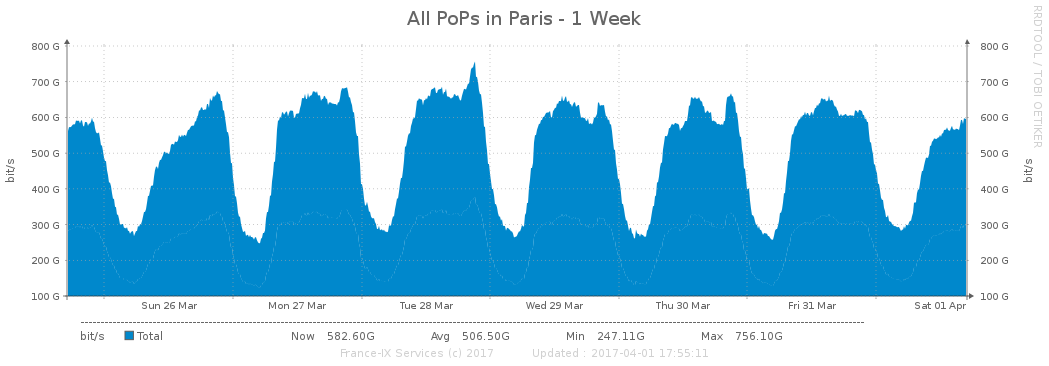 All PoPs in Paris - 1 Week
RRDTOOL / TOBI OETIKER
800 G 800 G
700 G 700 G
600 G 600 G
500 G 500 G
400 G 400 G
300 G 300 G
200 G 200 G
100 G 100 G
bit/s bit/s
Sun 26 Mar Mon 27 Mar Tue 28 Mar Wed 29 Mar Thu 30 Mar Fri 31 Mar Sat 01 Apr
bit/s Total Now 582.60G Avg 506.50G Min 247.11G Max 756.10G
France-IX Services (c) 2017 Updated : 2017-04-01 17:55:11